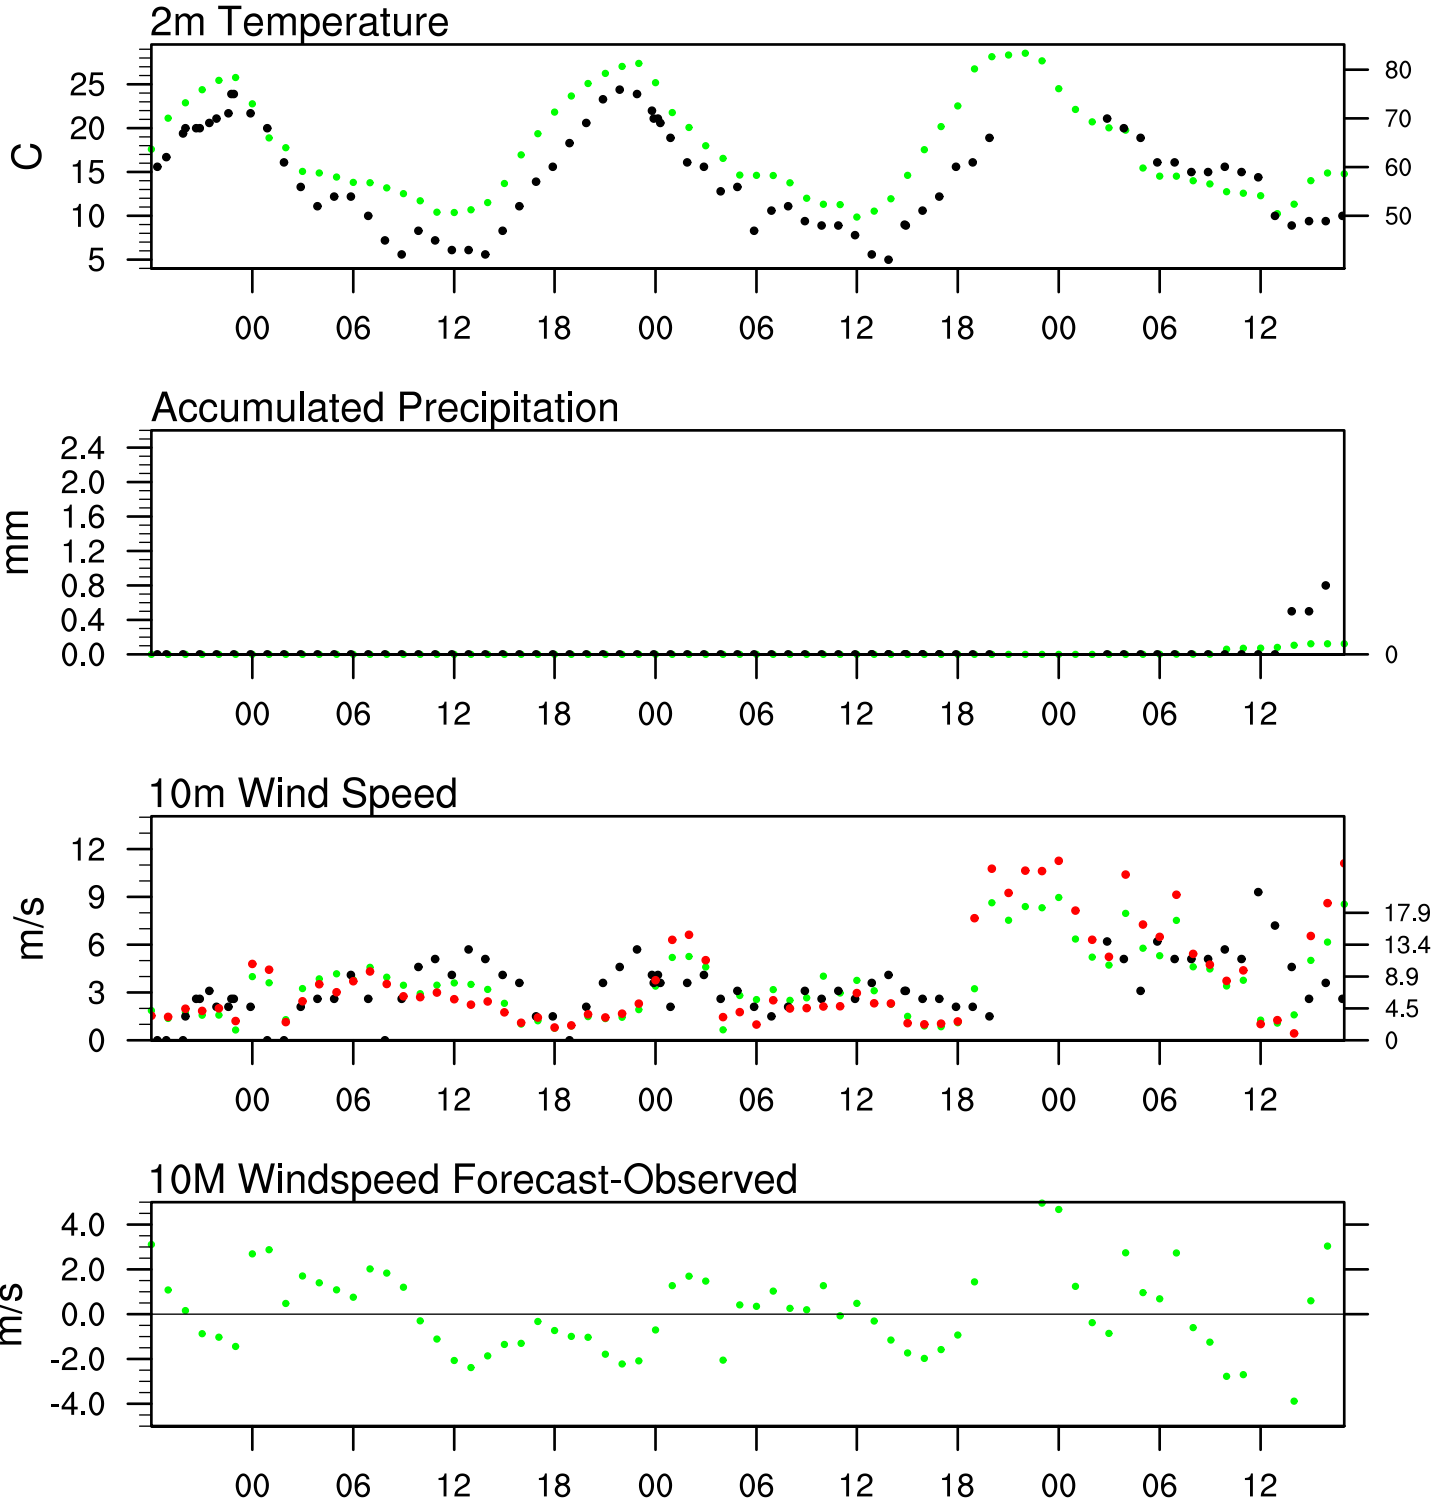 2m Temperature
C
25
20
15
10
5
80
70
60
50
00 06 12 18 00 06 12 18 00 06 12
Accumulated Precipitation
mm
2.4
2.0
1.6
1.2
0.8
0.4
0.0
0
00 06 12 18 00 06 12 18 00 06 12
10m Wind Speed
m/s
12
9
6
3
0
17.9
13.4
8.9
4.5
0
00 06 12 18 00 06 12 18 00 06 12
10M Windspeed Forecast-Observed
m/s
4.0
2.0
0.0
-2.0
-4.0
00 06 12 18 00 06 12 18 00 06 12